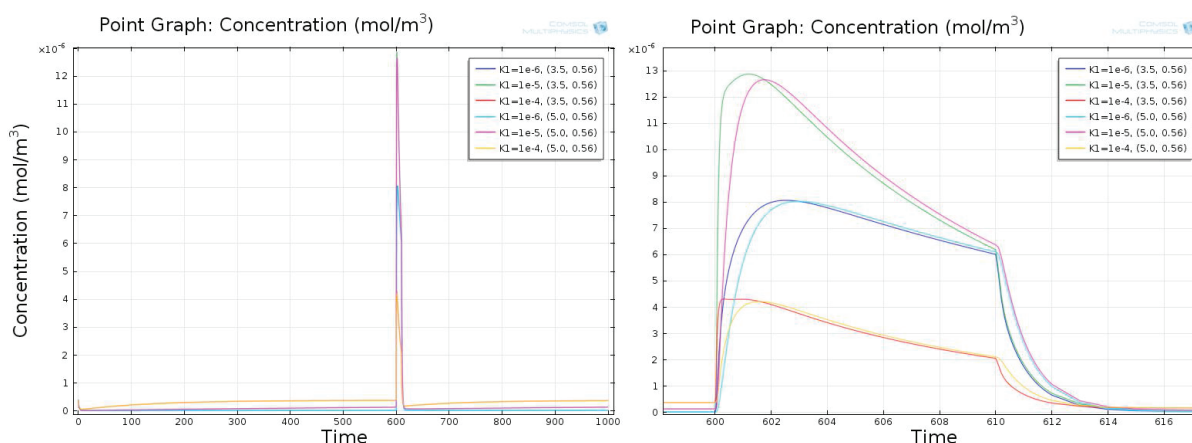 Point Graph: Concentration (mol/m³)
COMSOL
MULTIPHYSICS
×10⁻⁶
12
11
10
9
8
7
6
5
4
3
2
1
0
K1=1e-6, (3.5, 0.56)
K1=1e-5, (3.5, 0.56)
K1=1e-4, (3.5, 0.56)
K1=1e-6, (5.0, 0.56)
K1=1e-5, (5.0, 0.56)
K1=1e-4, (5.0, 0.56)
Concentration (mol/m³)
0 100 200 300 400 500 600 700 800 900 1000
Time
Point Graph: Concentration (mol/m³)
COMSOL
MULTIPHYSICS
×10⁻⁶
13
12
11
10
9
8
7
6
5
4
3
2
1
0
K1=1e-6, (3.5, 0.56)
K1=1e-5, (3.5, 0.56)
K1=1e-4, (3.5, 0.56)
K1=1e-6, (5.0, 0.56)
K1=1e-5, (5.0, 0.56)
K1=1e-4, (5.0, 0.56)
600 602 604 606 608 610 612 614 616
Time